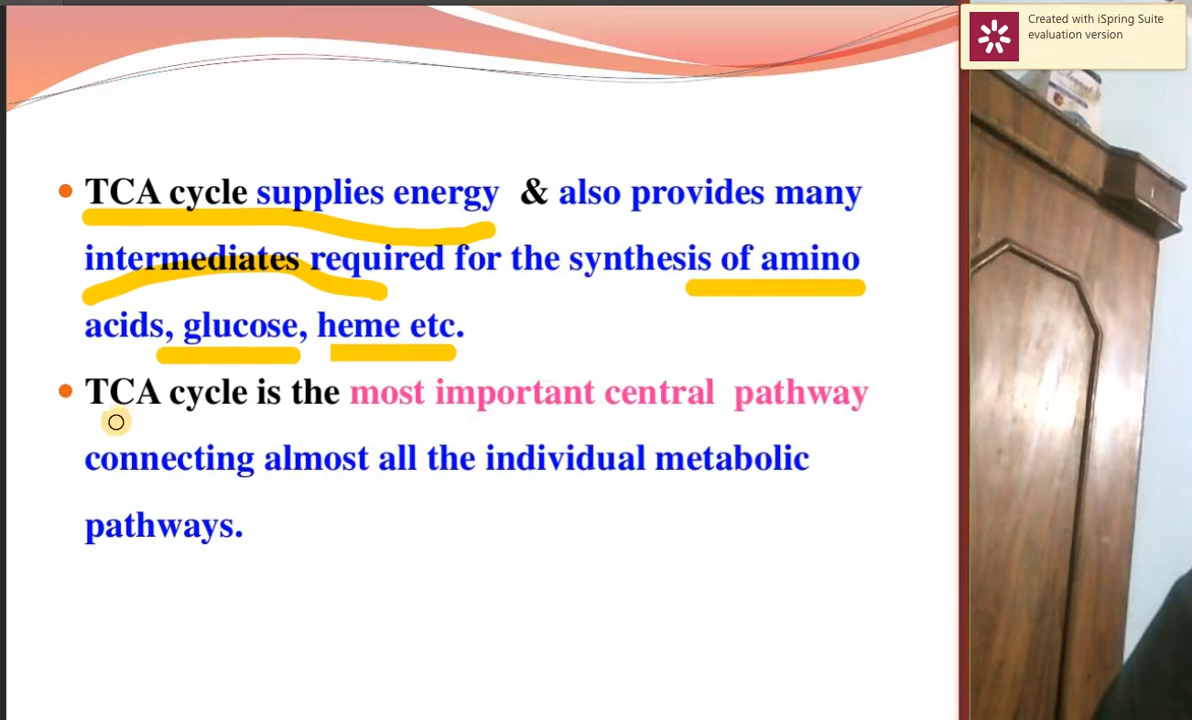 Created with iSpring Suite
evaluation version
TCA cycle supplies energy & also provides many
intermediates required for the synthesis of amino
acids, glucose, heme etc.
TCA cycle is the most important central pathway
connecting almost all the individual metabolic
pathways.